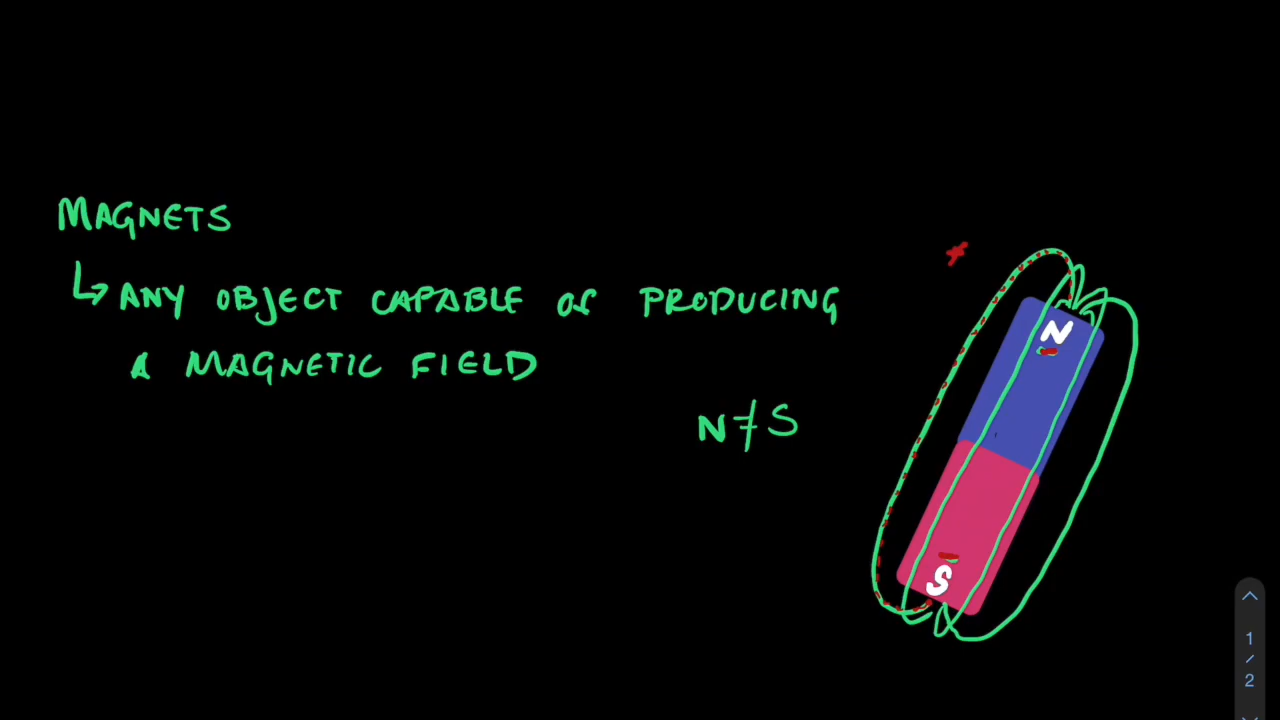 MAGNETS
↳ ANY OBJECT CAPABLE OF PRODUCING
A MAGNETIC FIELD
N ≠ S
N
S
1
/
2